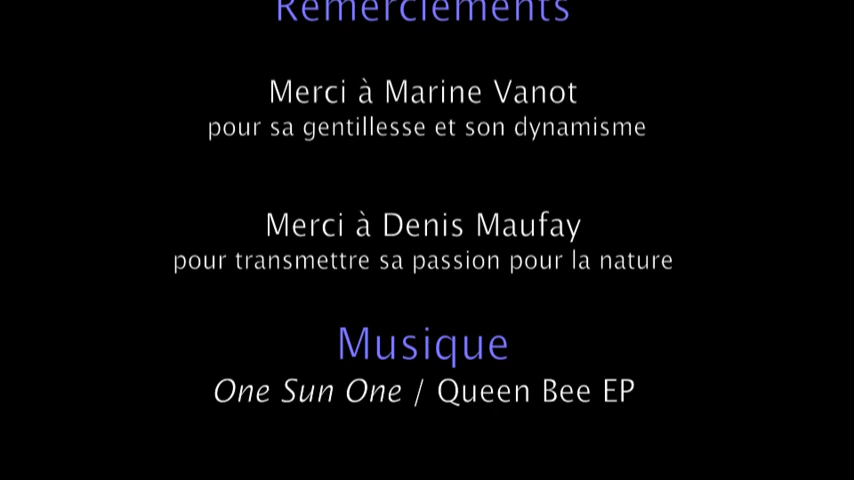 Remerciements
Merci à Marine Vanot
pour sa gentillesse et son dynamisme
Merci à Denis Maufay
pour transmettre sa passion pour la nature
Musique
One Sun One / Queen Bee EP